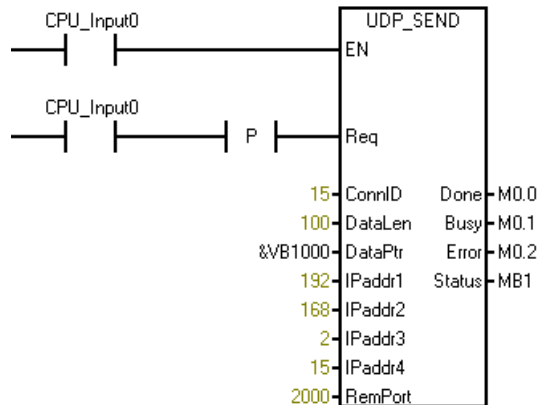 CPU_Input0
UDP_SEND
EN
CPU_Input0
P
Req
15 ConnID Done M0.0
100 DataLen Busy M0.1
&VB1000 DataPtr Error M0.2
192 IPaddr1 Status MB1
168 IPaddr2
2 IPaddr3
15 IPaddr4
2000 RemPort